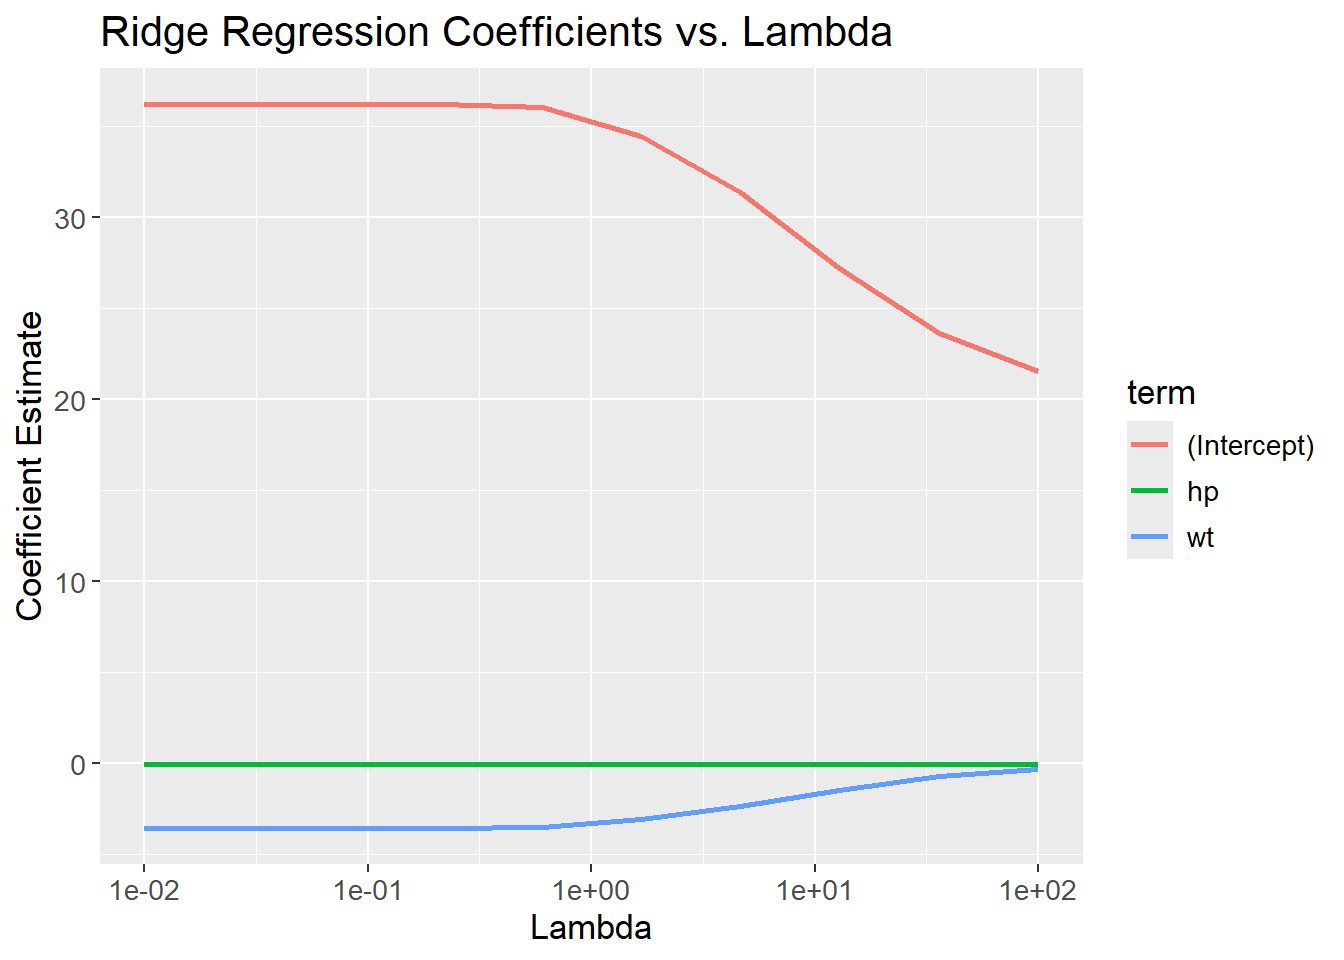 Ridge Regression Coefficients vs. Lambda
Coefficient Estimate
30
20
10
0
1e-02
1e-01
1e+00
1e+01
1e+02
Lambda
term
(Intercept)
hp
wt